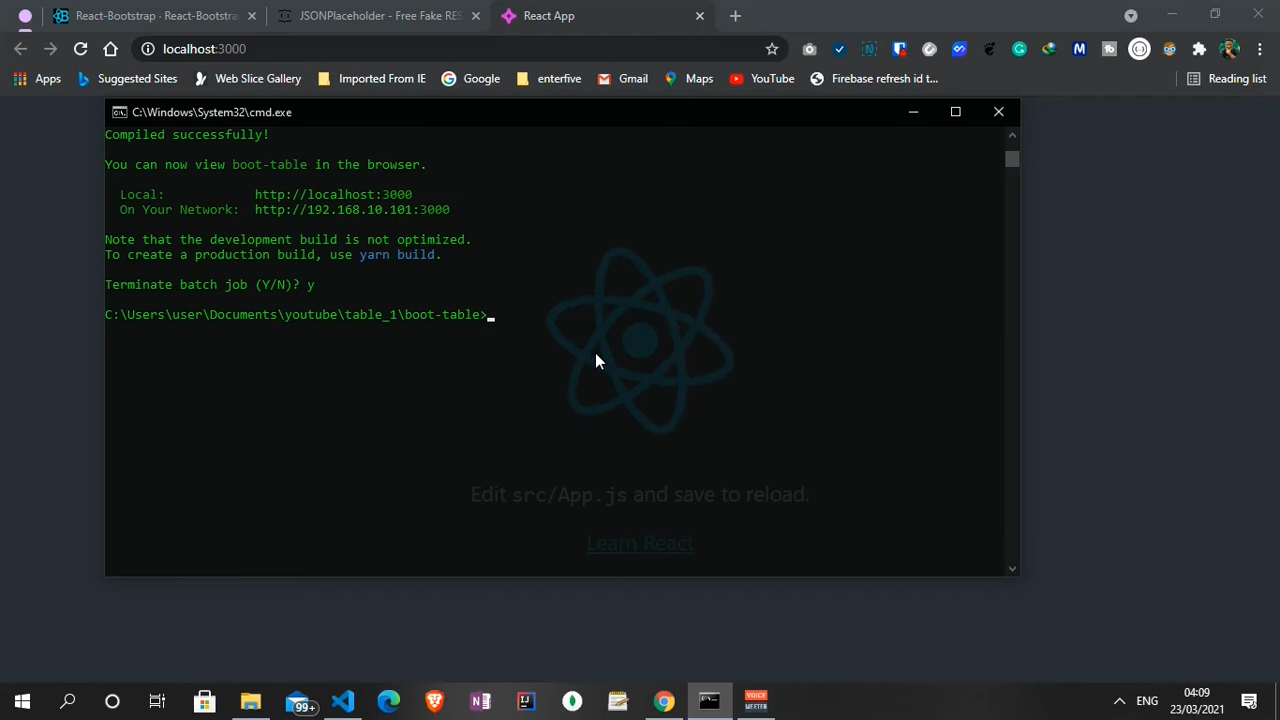 React-Bootstrap · React-Bootstra
JSONPlaceholder - Free Fake RES
React App
localhost:3000
Apps
Suggested Sites
Web Slice Gallery
Imported From IE
Google
enterfive
Gmail
Maps
YouTube
Firebase refresh id t...
Reading list
C:\Windows\System32\cmd.exe
Compiled successfully!
You can now view boot-table in the browser.
Local: http://localhost:3000
On Your Network: http://192.168.10.101:3000
Note that the development build is not optimized.
To create a production build, use yarn build.
Terminate batch job (Y/N)? y
C:\Users\user\Documents\youtube\table_1\boot-table>
Edit src/App.js and save to reload.
Learn React
99+
VOICE
MEETER
ENG
04:09
23/03/2021